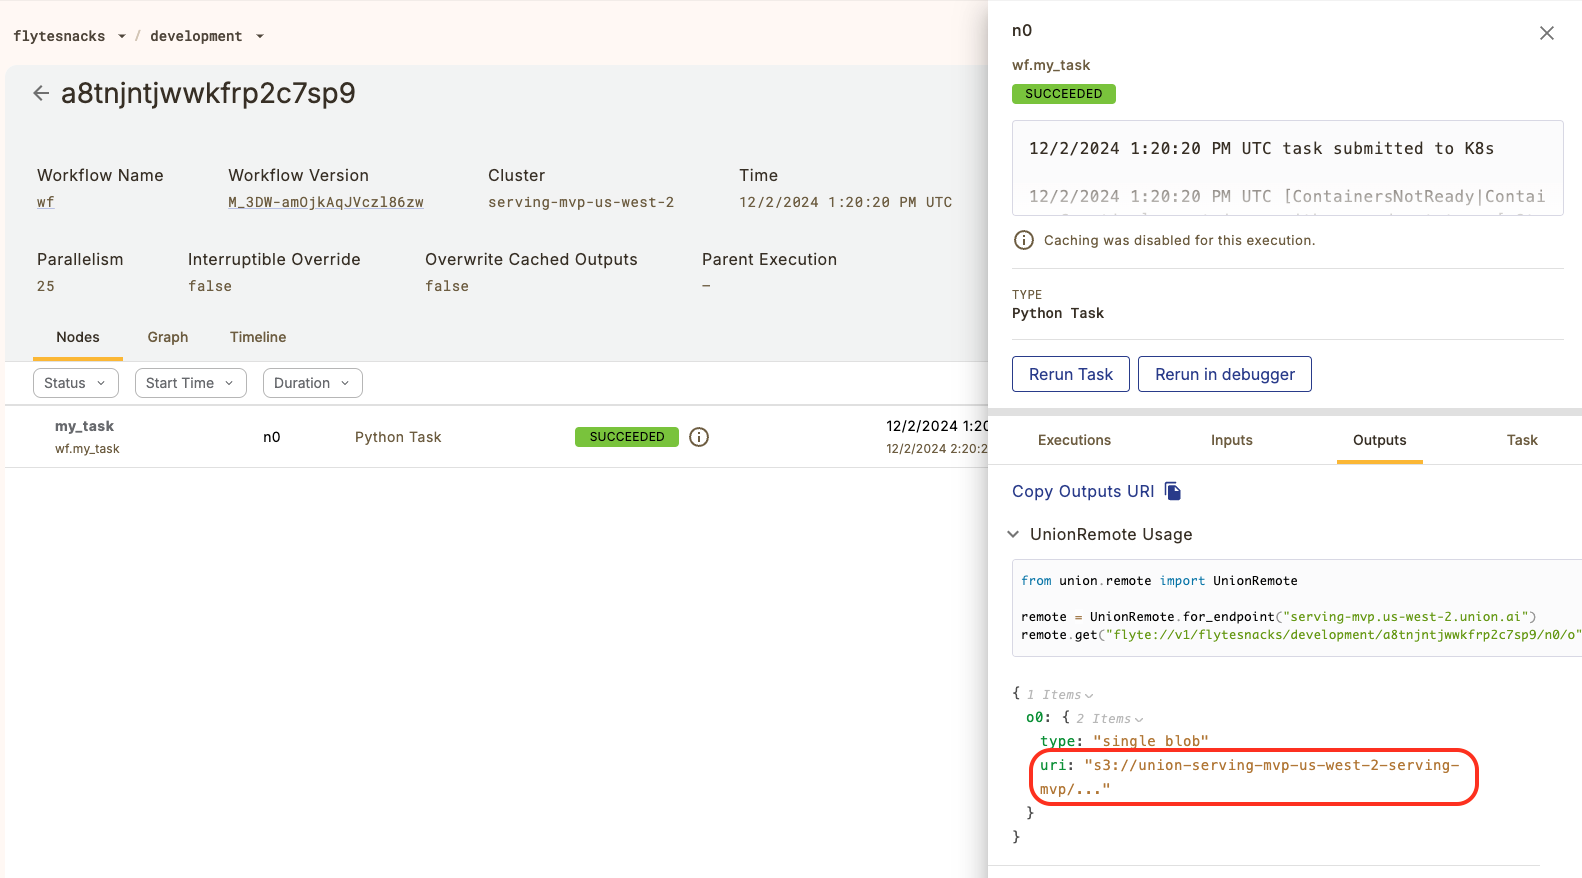 flytesnacks / development
a8tnjntjwwkfrp2c7sp9
Workflow Name Workflow Version Cluster Time
wf M_3DW-amOjkAqJVczl86zw serving-mvp-us-west-2 12/2/2024 1:20:20 PM UTC
Parallelism Interruptible Override Overwrite Cached Outputs Parent Execution
25 false false –
Nodes Graph Timeline
Status Start Time Duration
my_task n0 Python Task SUCCEEDED 12/2/2024 1:20
wf.my_task 12/2/2024 2:20:2
n0
wf.my_task
SUCCEEDED
12/2/2024 1:20:20 PM UTC task submitted to K8s
12/2/2024 1:20:20 PM UTC [ContainersNotReady|Contai
Caching was disabled for this execution.
TYPE
Python Task
Rerun Task Rerun in debugger
Executions Inputs Outputs Task
Copy Outputs URI
UnionRemote Usage
from union.remote import UnionRemote
remote = UnionRemote.for_endpoint("serving-mvp.us-west-2.union.ai")
remote.get("flyte://v1/flytesnacks/development/a8tnjntjwwkfrp2c7sp9/n0/o"
{ 1 Items
o0: { 2 Items
type: "single blob"
uri: "s3://union-serving-mvp-us-west-2-serving-
mvp/..."
}
}